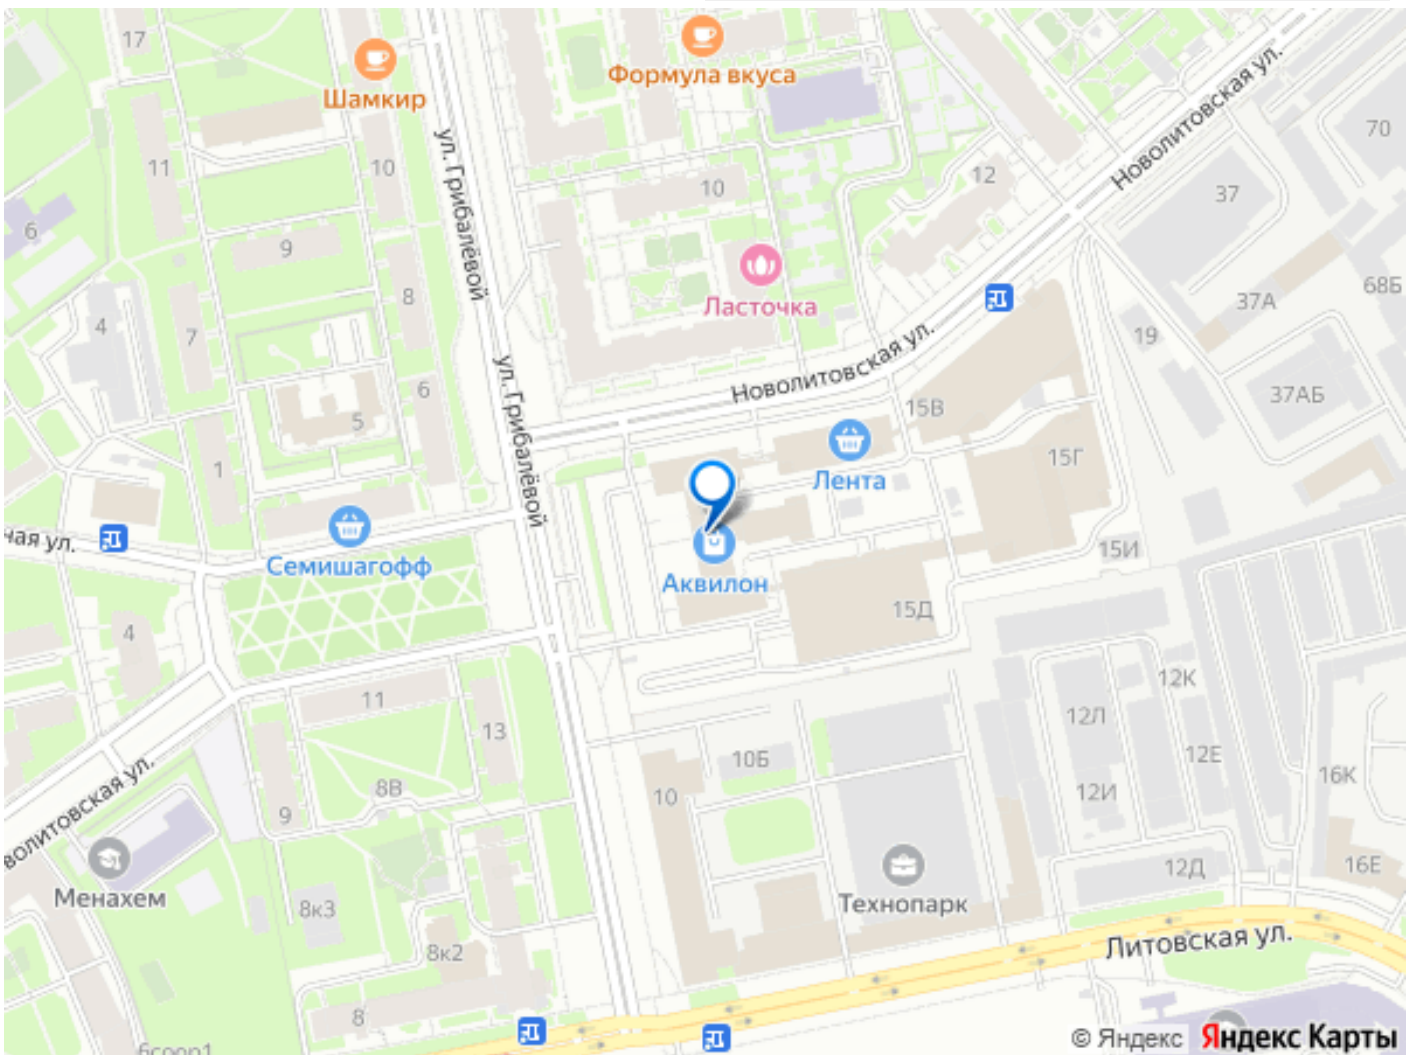 17
Шамкир
Формула вкуса
Новолитовская ул.
70
ул. Грибалёвой
11
10
10
12
37
6
9
Ласточка
8
37А
68Б
4
7
19
ул. Грибалёвой
Новолитовская ул.
6
5
15В
37АБ
1
Лента
15Г
ная ул.
Семишагофф
Аквилон
15И
15Д
4
12К
11
13
12Л
10Б
12Е
8В
10
12И
16К
9
волитовская ул.
Менахем
Технопарк
12Д
16Е
8к3
8к2
Литовская ул.
8
6соор1
© Яндекс Яндекс Карты